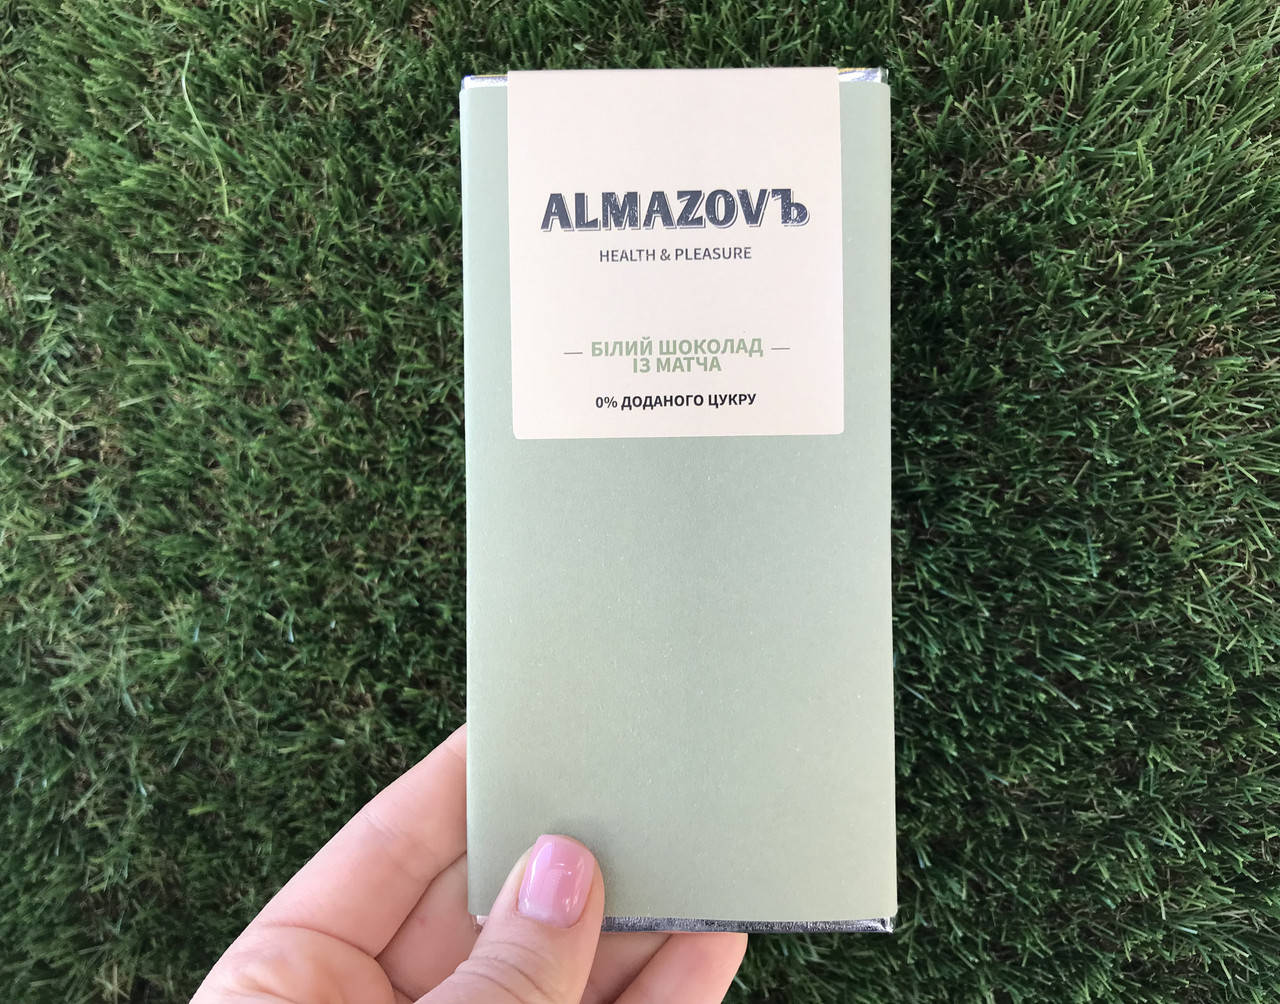 ALMAZOVЪ
HEALTH & PLEASURE
— БІЛИЙ ШОКОЛАД —
ІЗ МАТЧА
0% ДОДАНОГО ЦУКРУ